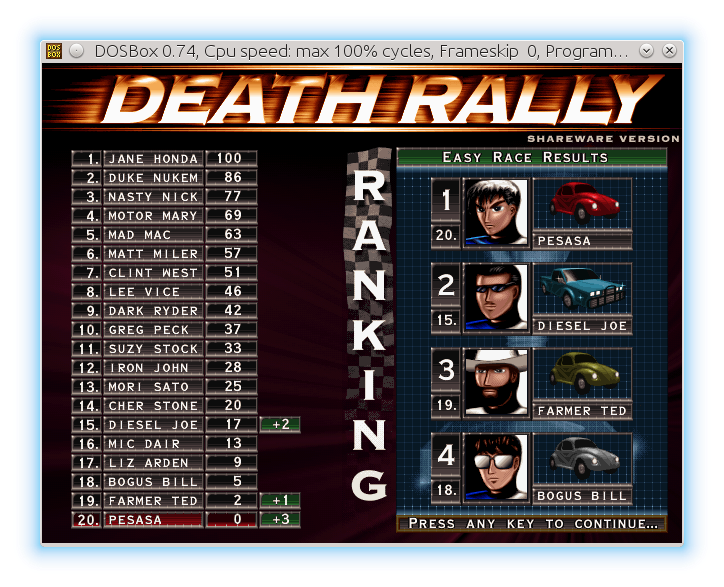 DOSBox 0.74, Cpu speed: max 100% cycles, Frameskip 0, Program...
DEATH RALLY
SHAREWARE VERSION
1. JANE HONDA 100
2. DUKE NUKEM 86
3. NASTY NICK 77
4. MOTOR MARY 69
5. MAD MAC 63
6. MATT MILER 57
7. CLINT WEST 51
8. LEE VICE 46
9. DARK RYDER 42
10. GREG PECK 37
11. SUZY STOCK 33
12. IRON JOHN 28
13. MORI SATO 25
14. CHER STONE 20
15. DIESEL JOE 17 +2
16. MIC DAIR 13
17. LIZ ARDEN 9
18. BOGUS BILL 5
19. FARMER TED 2 +1
20. PESASA 0 +3
RANKING
EASY RACE RESULTS
1
20. PESASA
2
15. DIESEL JOE
3
19. FARMER TED
4
18. BOGUS BILL
PRESS ANY KEY TO CONTINUE...